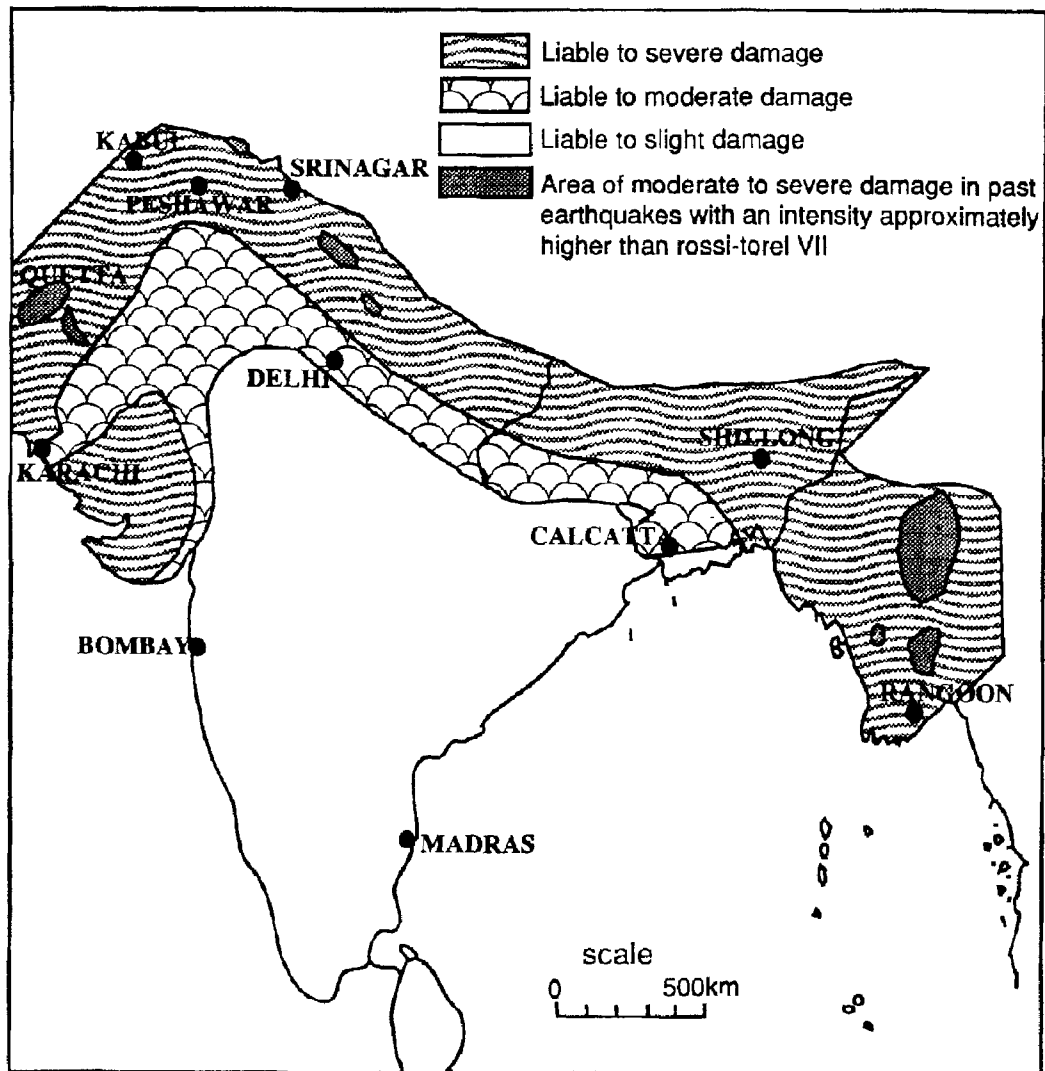 Liable to severe damage
Liable to moderate damage
Liable to slight damage
Area of moderate to severe damage in past
earthquakes with an intensity approximately
higher than rossi-torel VII
KABUL
SRINAGAR
PESHAWAR
QUETTA
DELHI
SHILLONG
KARACHI
CALCATTA
BOMBAY
RANGOON
MADRAS
scale
0 500km